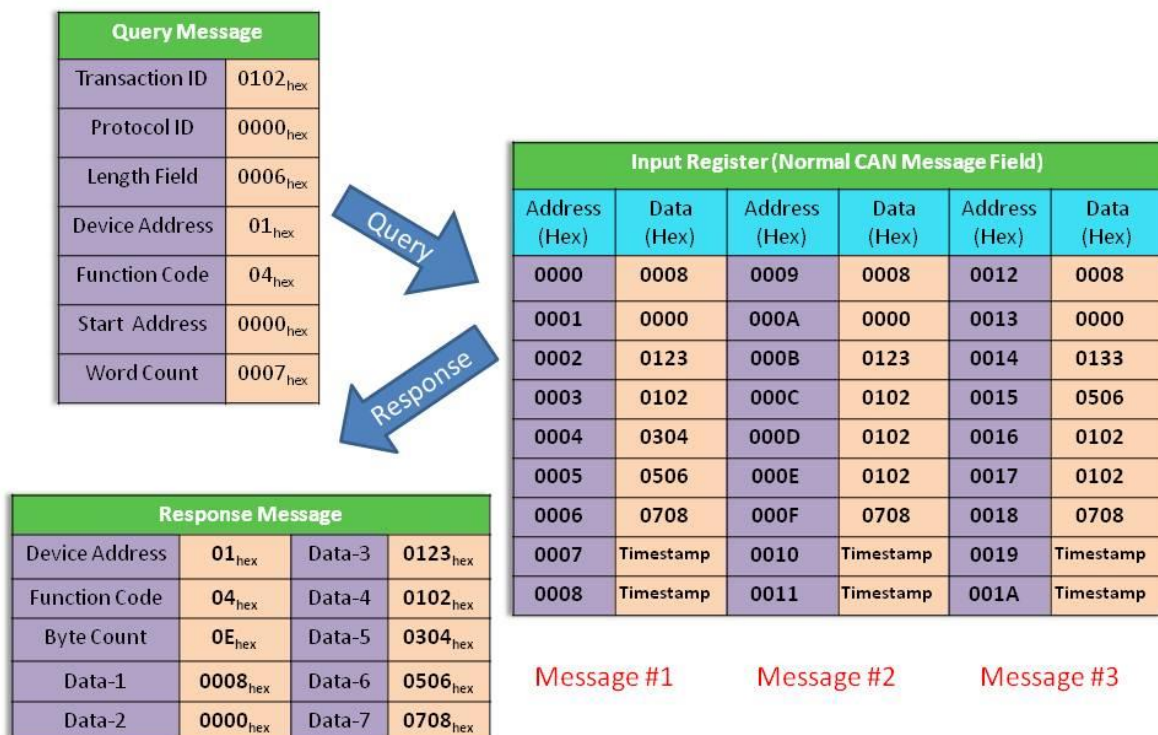 Query Message
Transaction ID 0102hex
Protocol ID 0000hex
Length Field 0006hex
Device Address 01hex
Function Code 04hex
Start Address 0000hex
Word Count 0007hex
Query
Response
Input Register (Normal CAN Message Field)
Address Data Address Data Address Data
(Hex) (Hex) (Hex) (Hex) (Hex) (Hex)
0000 0008 0009 0008 0012 0008
0001 0000 000A 0000 0013 0000
0002 0123 000B 0123 0014 0133
0003 0102 000C 0102 0015 0506
0004 0304 000D 0102 0016 0102
0005 0506 000E 0102 0017 0102
0006 0708 000F 0708 0018 0708
0007 Timestamp 0010 Timestamp 0019 Timestamp
0008 Timestamp 0011 Timestamp 001A Timestamp
Message #1 Message #2 Message #3
Response Message
Device Address 01hex Data-3 0123hex
Function Code 04hex Data-4 0102hex
Byte Count 0Ehex Data-5 0304hex
Data-1 0008hex Data-6 0506hex
Data-2 0000hex Data-7 0708hex